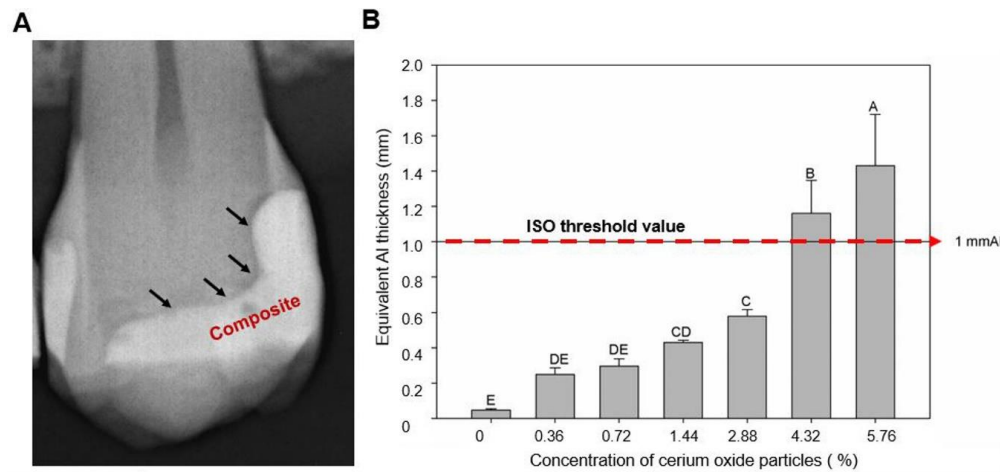 A
Composite
B
Equivalent Al thickness (mm)
2.0
1.8
1.6
1.4
1.2
1.0
0.8
0.6
0.4
0.2
0
ISO threshold value
1 mmAl
E
DE
DE
CD
C
B
A
0 0.36 0.72 1.44 2.88 4.32 5.76
Concentration of cerium oxide particles ( %)